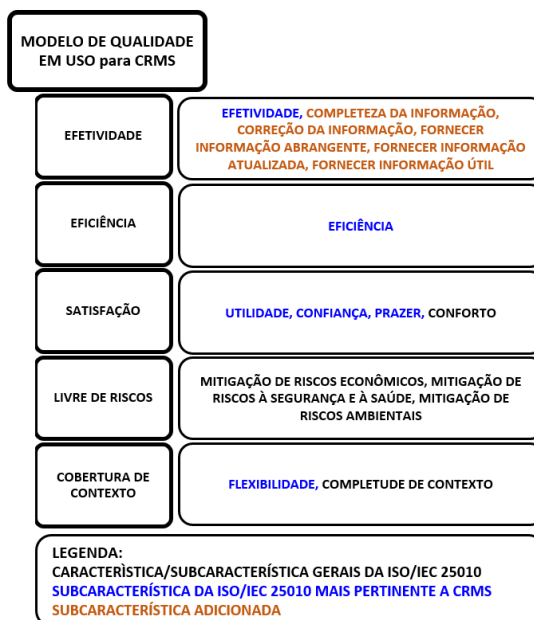 MODELO DE QUALIDADE
EM USO para CRMS
EFETIVIDADE
EFETIVIDADE, COMPLETEZA DA INFORMAÇÃO,
CORREÇÃO DA INFORMAÇÃO, FORNECER
INFORMAÇÃO ABRANGENTE, FORNECER INFORMAÇÃO
ATUALIZADA, FORNECER INFORMAÇÃO ÚTIL
EFICIÊNCIA
EFICIÊNCIA
SATISFAÇÃO
UTILIDADE, CONFIANÇA, PRAZER, CONFORTO
LIVRE DE RISCOS
MITIGAÇÃO DE RISCOS ECONÔMICOS, MITIGAÇÃO DE
RISCOS À SEGURANÇA E À SAÚDE, MITIGAÇÃO DE
RISCOS AMBIENTAIS
COBERTURA DE
CONTEXTO
FLEXIBILIDADE, COMPLETUDE DE CONTEXTO
LEGENDA:
CARACTERÌSTICA/SUBCARACTERÍSTICA GERAIS DA ISO/IEC 25010
SUBCARACTERÍSTICA DA ISO/IEC 25010 MAIS PERTINENTE A CRMS
SUBCARACTERÍSTICA ADICIONADA